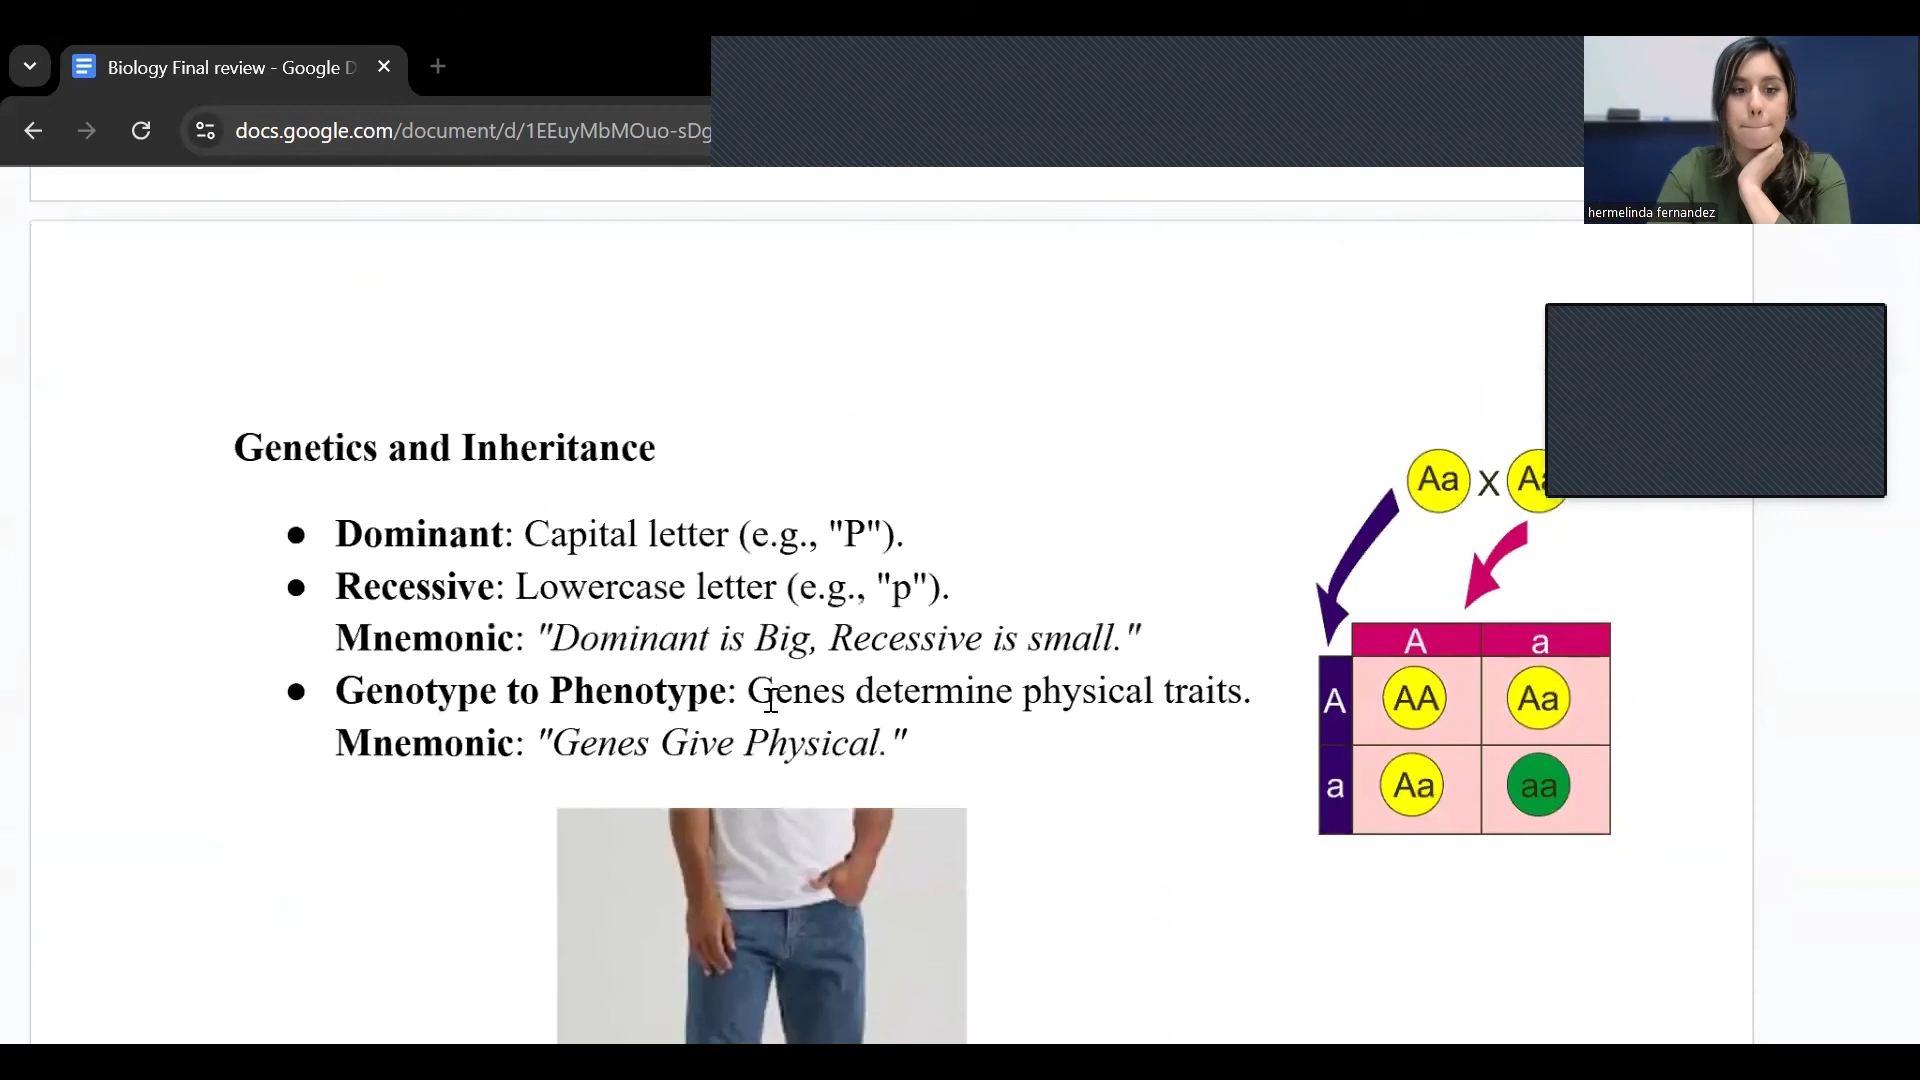 Biology Final review - Google D
docs.google.com/document/d/1EEuyMbMOuo-sDg
hermelinda fernandez
Genetics and Inheritance
Aa X Aa
● Dominant: Capital letter (e.g., "P").
● Recessive: Lowercase letter (e.g., "p").
Mnemonic: "Dominant is Big, Recessive is small."
● Genotype to Phenotype: Genes determine physical traits.
Mnemonic: "Genes Give Physical."
A a
A AA Aa
a Aa aa